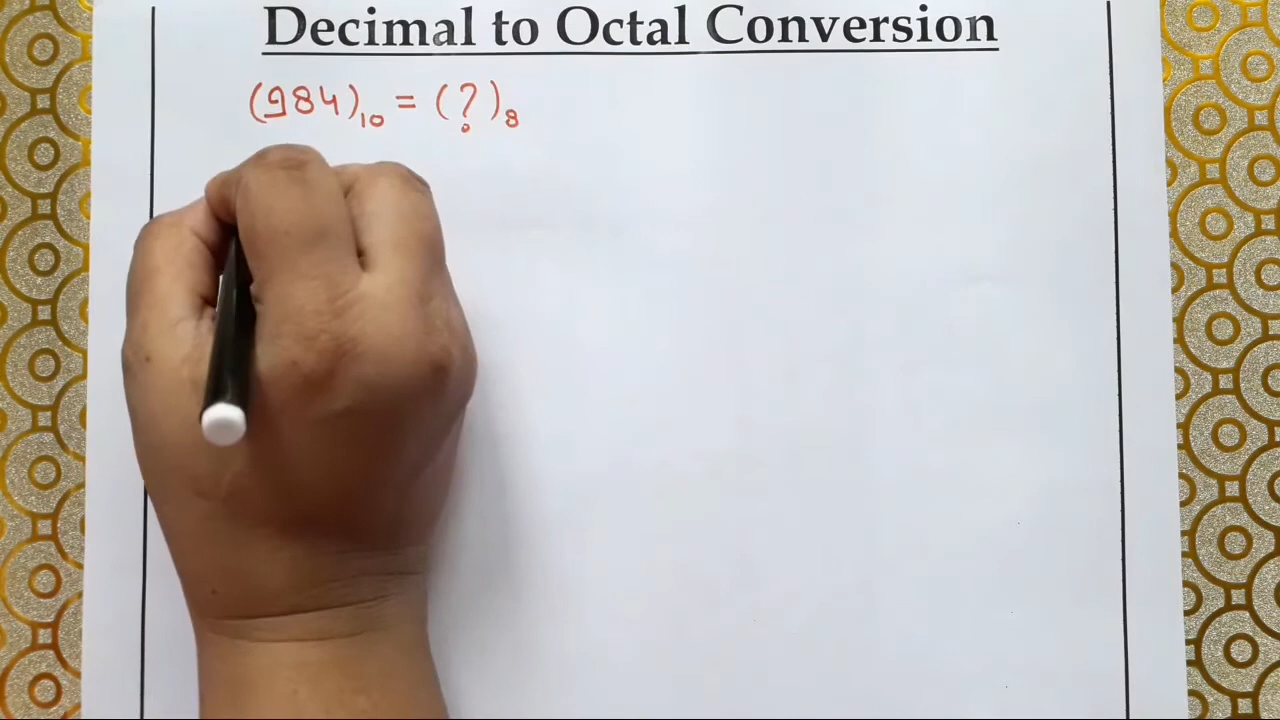 Decimal to Octal Conversion
(984)₁₀ = (?)₈